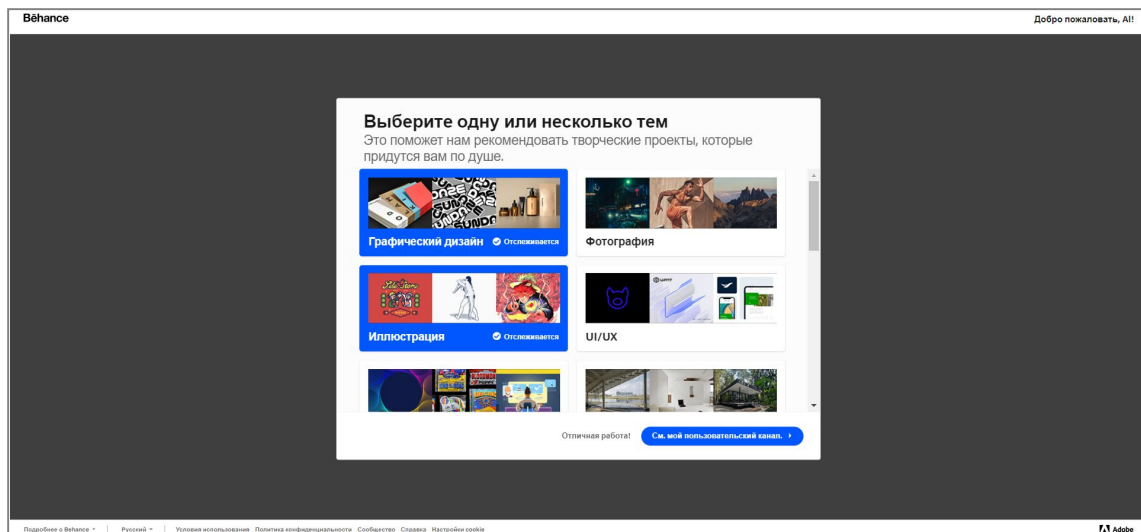 Bēhance
Добро пожаловать, Al!
Выберите одну или несколько тем
Это поможет нам рекомендовать творческие проекты, которые
придутся вам по душе.
Графический дизайн Отслеживается
Фотография
Иллюстрация Отслеживается
UI/UX
Отличная работа! См. мой пользовательский канал.
Подробнее о Behance Русский Условия использования Политика конфиденциальности Сообщество Справка Настройки cookie
Adobe